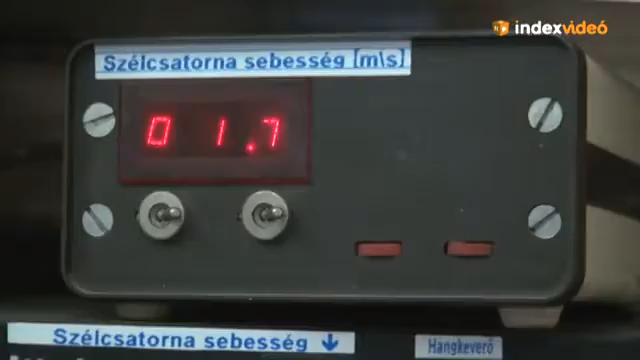 indexvideó
Szélcsatorna sebesség [m\s]
01.7
Szélcsatorna sebesség ↓
Hangkeverő